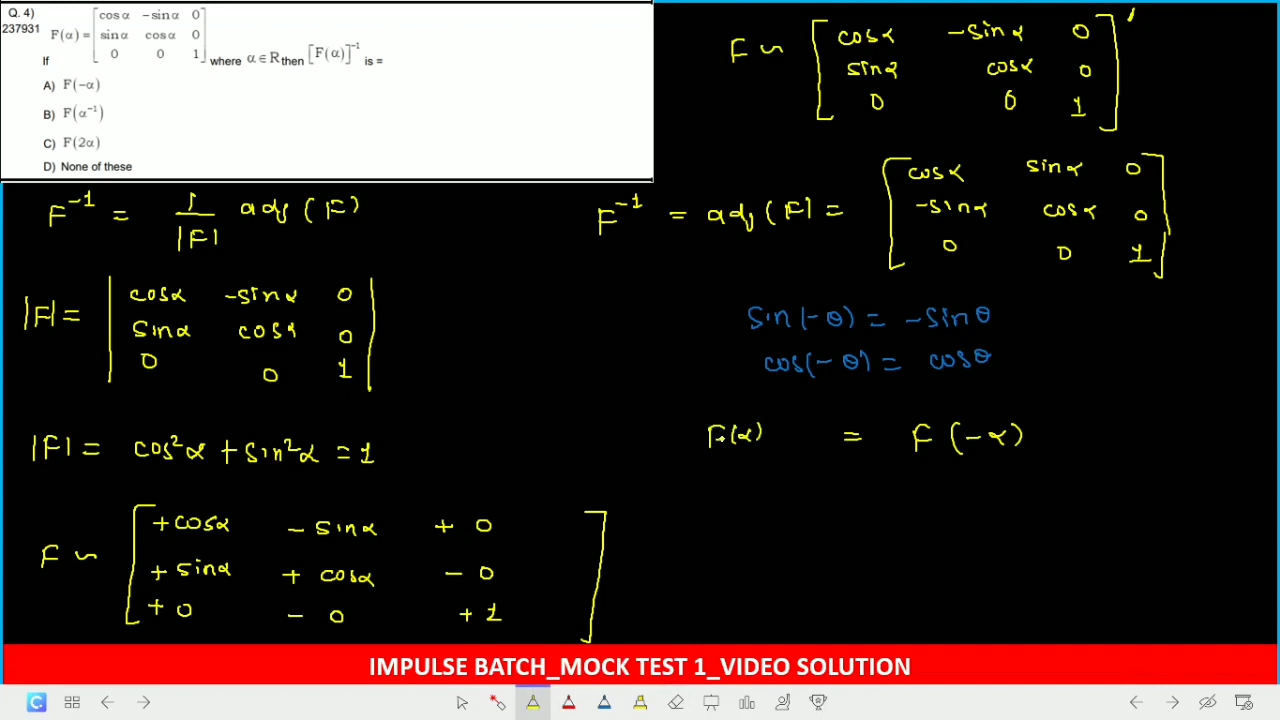 Q. 4)
237931
If F(α) = [cos α −sin α 0
sin α cos α 0
0 0 1] where α ∈ R then [F(α)]⁻¹ is =
A) F(−α)
B) F(α⁻¹)
C) F(2α)
D) None of these
F⁻¹ = 1/|F| adj (F)
|F| = | cosα -sinα 0
sinα cosα 0
0 0 1 |
|F| = cos²α + sin²α = 1
F ~ [ +cosα - sinα + 0
+ sinα + cosα - 0
+ 0 - 0 + 1 ]
F ~ [ cosα -sinα 0
sinα cosα 0
0 0 1 ]'
F⁻¹ = adj (F) = [ cosα sinα 0
-sinα cosα 0
0 0 1 ]
sin(-θ) = -sinθ
cos(-θ) = cosθ
F(α) = F (-α)
IMPULSE BATCH_MOCK TEST 1_VIDEO SOLUTION